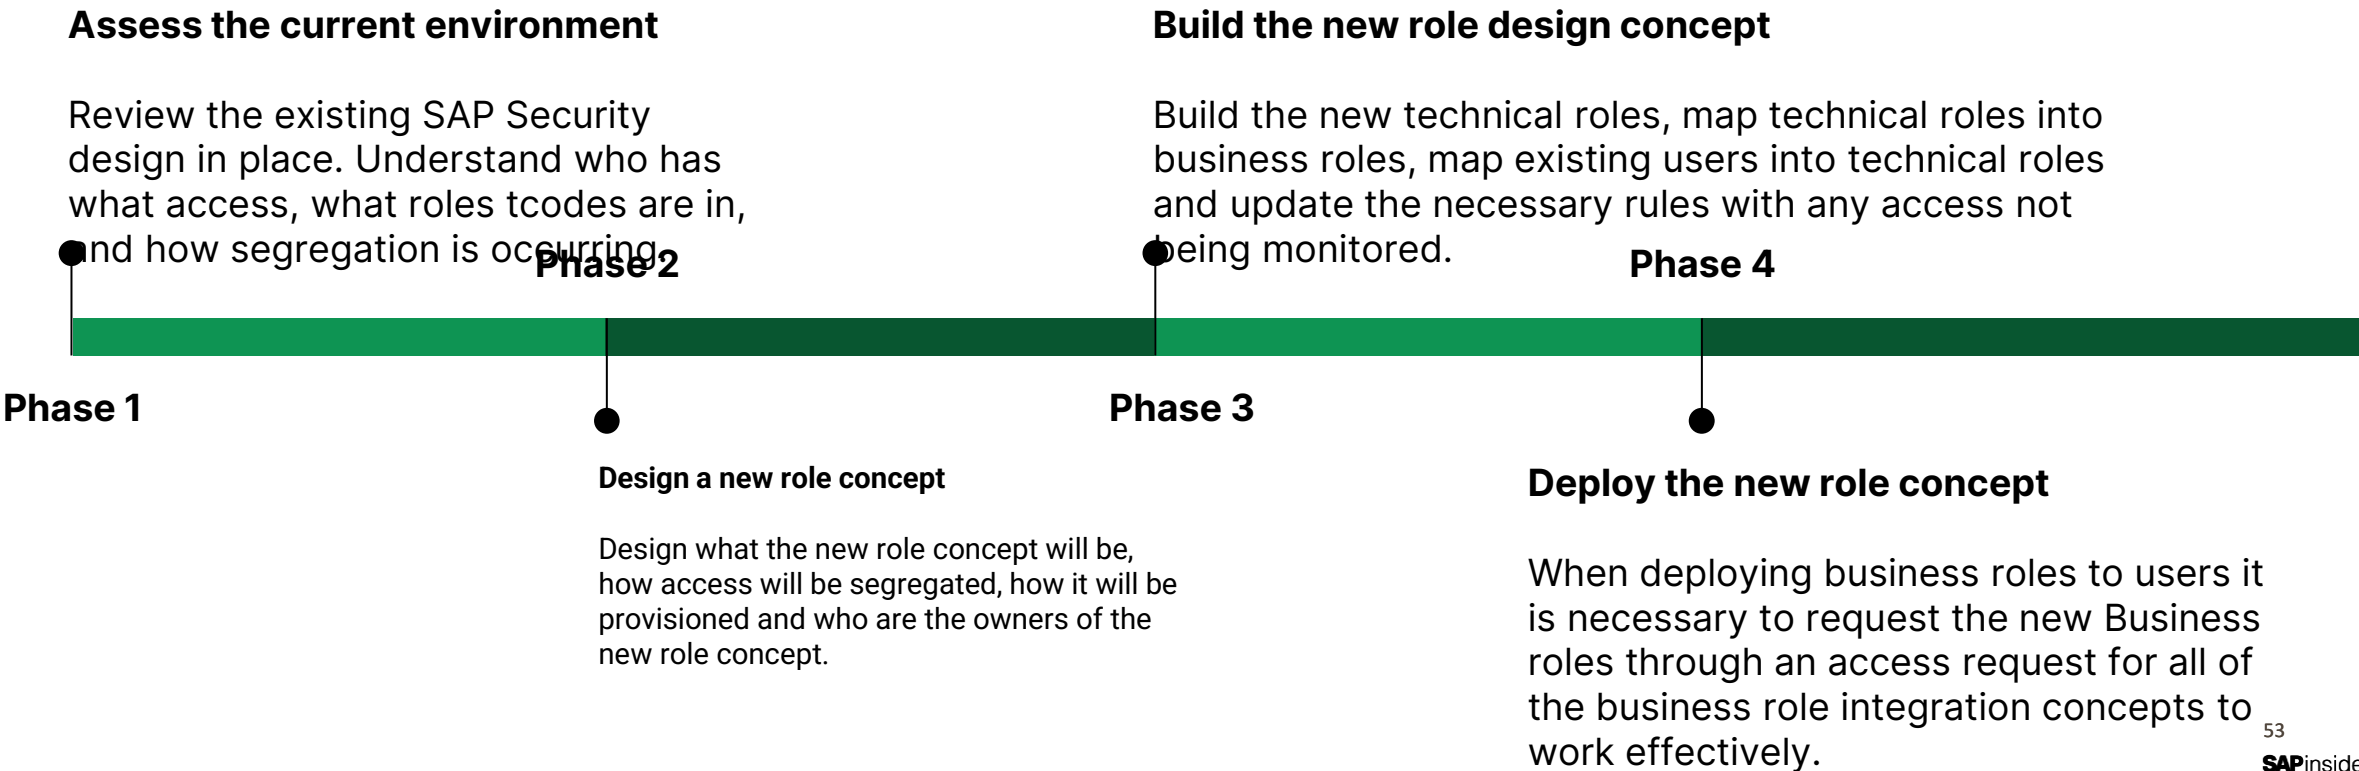 Assess the current environment
Review the existing SAP Security
design in place. Understand who has
what access, what roles tcodes are in,
and how segregation is occurring.
Phase 1
Phase 2
Design a new role concept
Design what the new role concept will be,
how access will be segregated, how it will be
provisioned and who are the owners of the
new role concept.
Build the new role design concept
Build the new technical roles, map technical roles into
business roles, map existing users into technical roles
and update the necessary rules with any access not
being monitored.
Phase 3
Phase 4
Deploy the new role concept
When deploying business roles to users it
is necessary to request the new Business
roles through an access request for all of
the business role integration concepts to
work effectively.
53
SAPinside